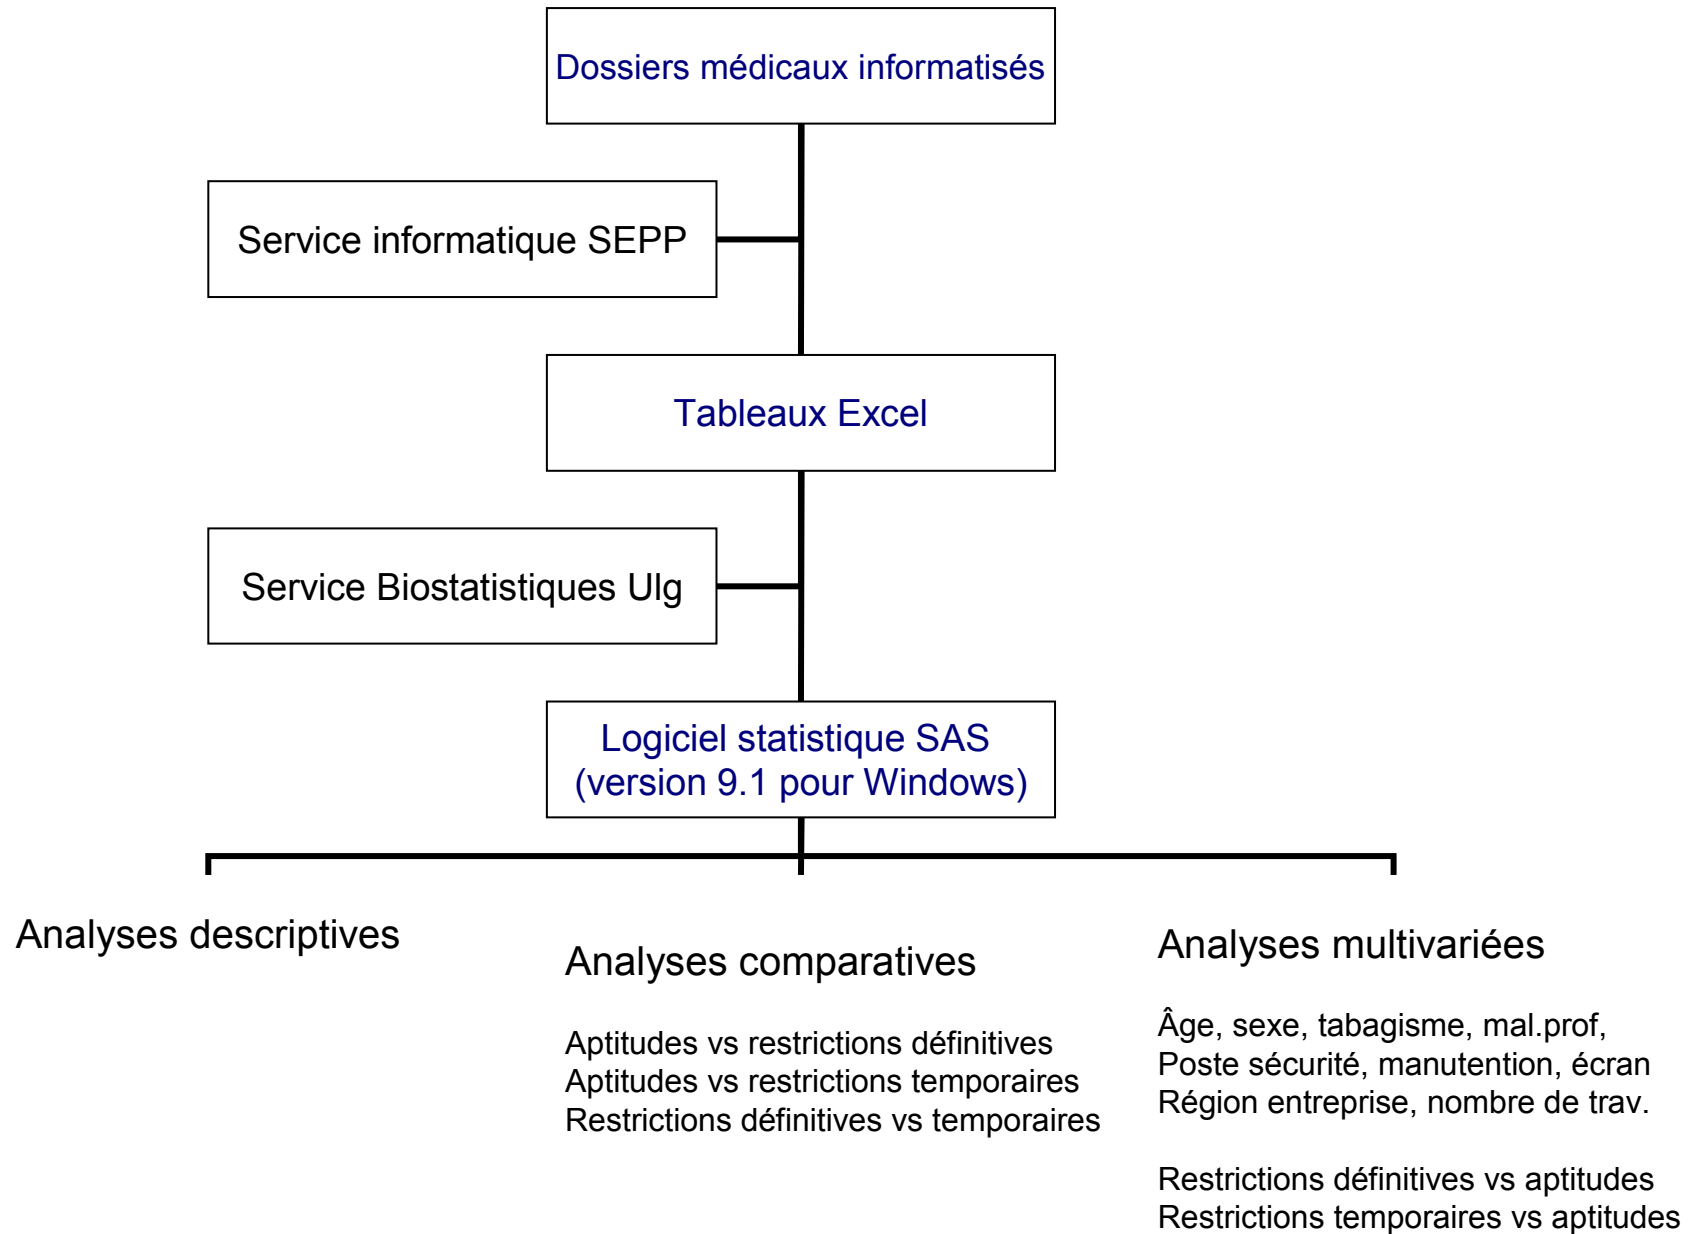 Dossiers médicaux informatisés
Service informatique SEPP
Tableaux Excel
Service Biostatistiques Ulg
Logiciel statistique SAS
(version 9.1 pour Windows)
Analyses descriptives
Analyses comparatives
Aptitudes vs restrictions définitives
Aptitudes vs restrictions temporaires
Restrictions définitives vs temporaires
Analyses multivariées
Âge, sexe, tabagisme, mal.prof,
Poste sécurité, manutention, écran
Région entreprise, nombre de trav.
Restrictions définitives vs aptitudes
Restrictions temporaires vs aptitudes